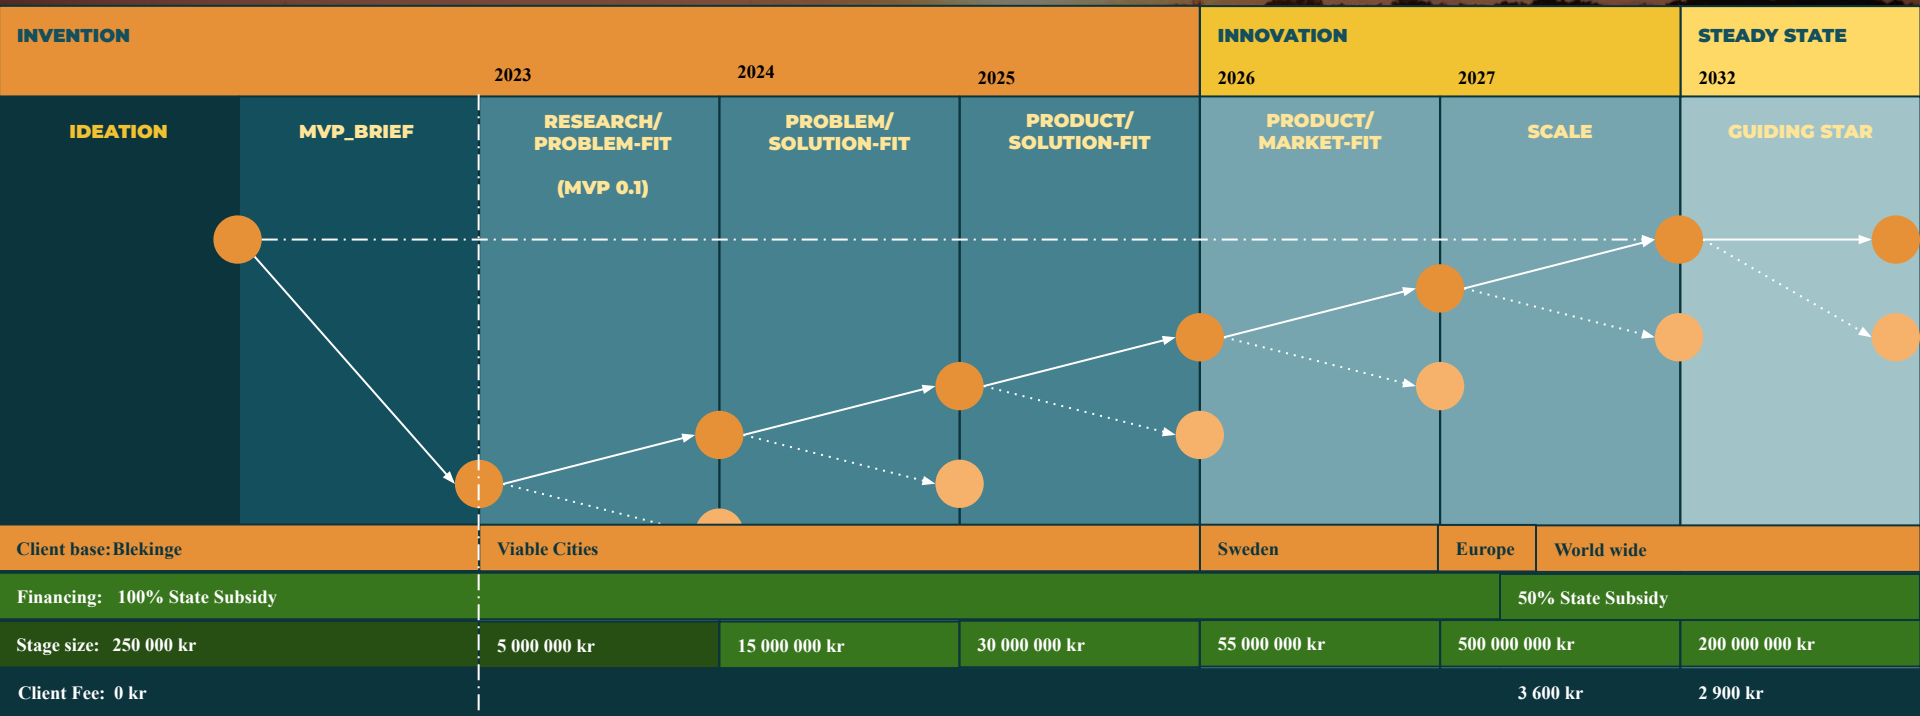 INVENTION
INNOVATION
STEADY STATE
2023
2024
2025
2026
2027
2032
IDEATION
MVP_BRIEF
RESEARCH/
PROBLEM-FIT
(MVP 0.1)
PROBLEM/
SOLUTION-FIT
PRODUCT/
SOLUTION-FIT
PRODUCT/
MARKET-FIT
SCALE
GUIDING STAR
Client base:Blekinge
Viable Cities
Sweden
Europe
World wide
Financing: 100% State Subsidy
50% State Subsidy
Stage size: 250 000 kr
5 000 000 kr
15 000 000 kr
30 000 000 kr
55 000 000 kr
500 000 000 kr
200 000 000 kr
Client Fee: 0 kr
3 600 kr
2 900 kr